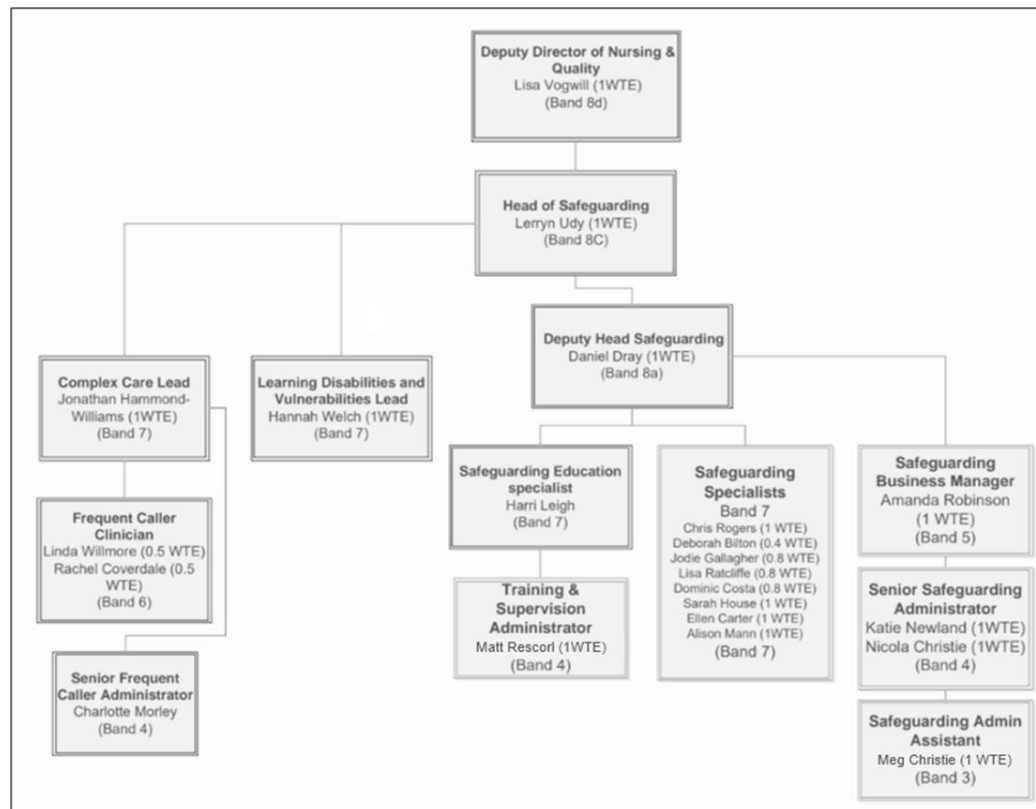 Deputy Director of Nursing &
Quality
Lisa Vogwill (1WTE)
(Band 8d)
Head of Safeguarding
Lerryn Udy (1WTE)
(Band 8C)
Deputy Head Safeguarding
Daniel Dray (1WTE)
(Band 8a)
Complex Care Lead
Jonathan Hammond-
Williams (1WTE)
(Band 7)
Learning Disabilities and
Vulnerabilities Lead
Hannah Welch (1WTE)
(Band 7)
Frequent Caller
Clinician
Linda Willmore (0.5 WTE)
Rachel Coverdale (0.5
WTE)
(Band 6)
Senior Frequent
Caller Administrator
Charlotte Morley
(Band 4)
Safeguarding Education
specialist
Harri Leigh
(Band 7)
Training &
Supervision
Administrator
Matt Rescorl (1WTE)
(Band 4)
Safeguarding
Specialists
Band 7
Chris Rogers (1 WTE)
Deborah Bilton (0.4 WTE)
Jodie Gallagher (0.8 WTE)
Lisa Ratcliffe (0.8 WTE)
Dominic Costa (0.8 WTE)
Sarah House (1 WTE)
Ellen Carter (1 WTE)
Alison Mann (1WTE)
(Band 7)
Safeguarding
Business Manager
Amanda Robinson
(1 WTE)
(Band 5)
Senior Safeguarding
Administrator
Katie Newland (1WTE)
Nicola Christie (1WTE)
(Band 4)
Safeguarding Admin
Assistant
Meg Christie (1 WTE)
(Band 3)